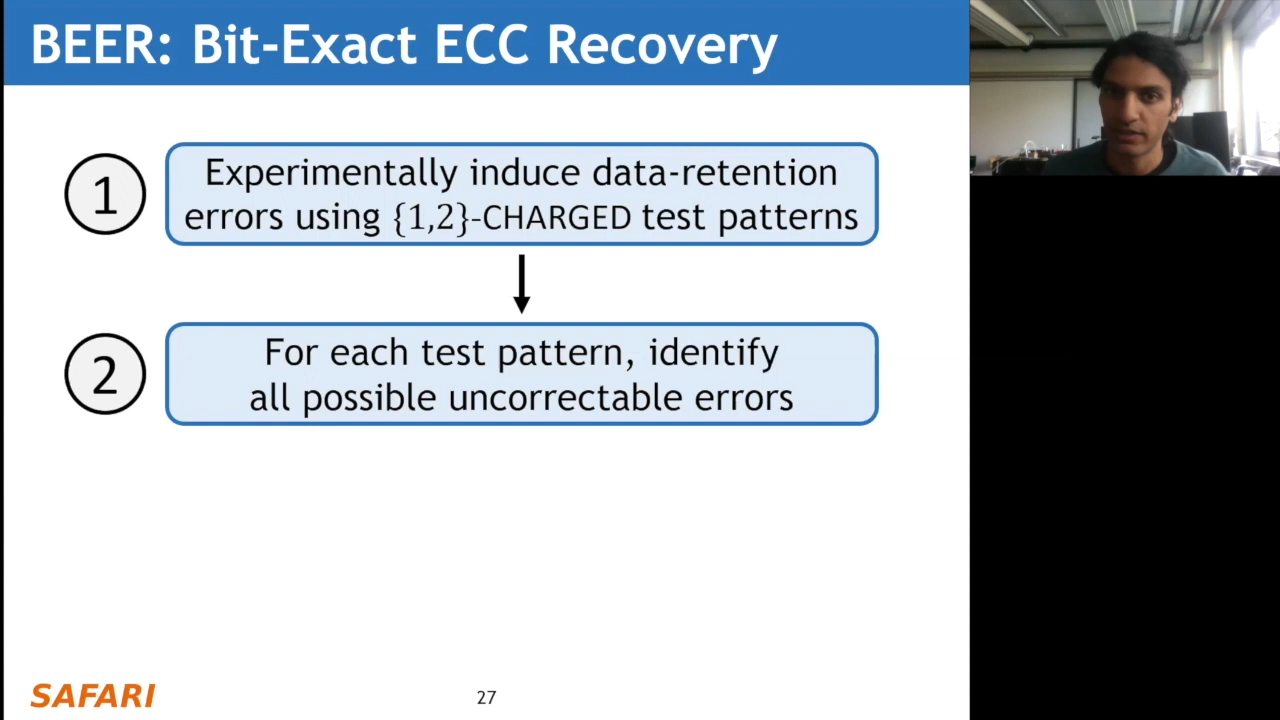 BEER: Bit-Exact ECC Recovery
1
Experimentally induce data-retention
errors using {1,2}-CHARGED test patterns
2
For each test pattern, identify
all possible uncorrectable errors
SAFARI
27